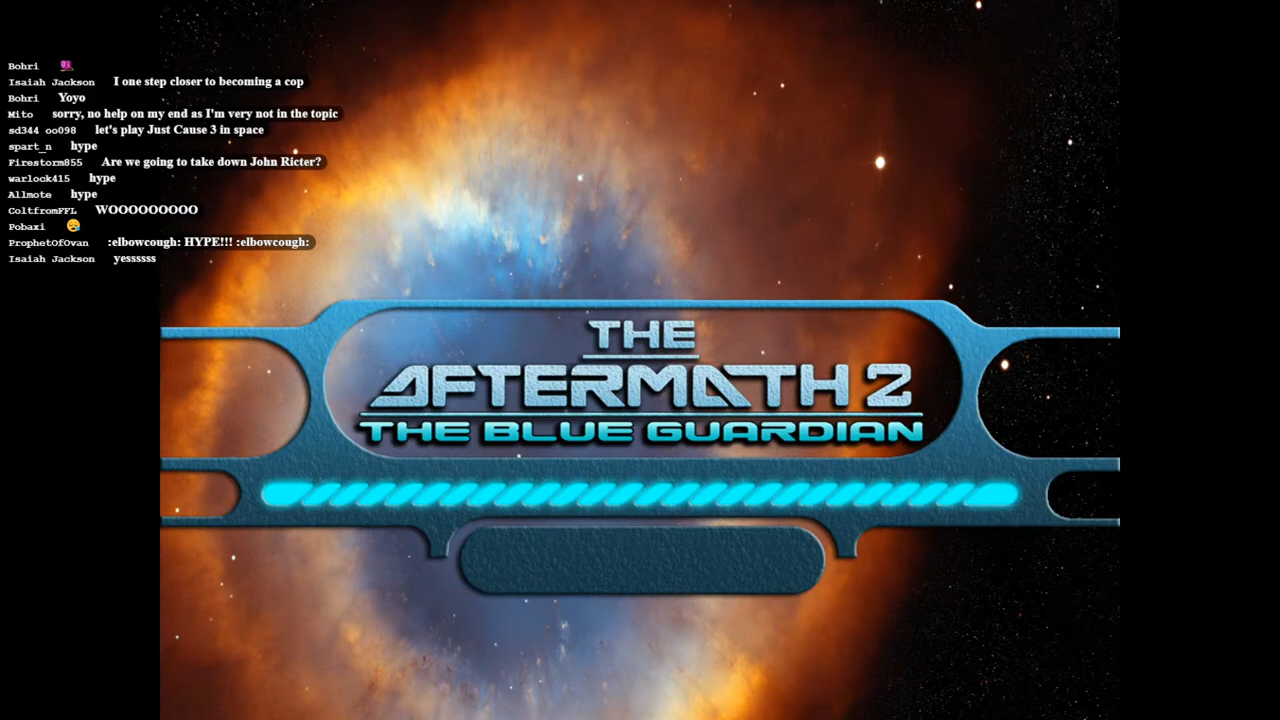 Bohri
Isaiah Jackson I one step closer to becoming a cop
Bohri Yoyo
Mito sorry, no help on my end as I'm very not in the topic
sd344 oo098 let's play Just Cause 3 in space
spart_n hype
Firestorm855 Are we going to take down John Ricter?
warlock415 hype
Allmote hype
ColtfromFFL WOOOOOOOOO
Pobaxi 😪
ProphetOfOvan :elbowcough: HYPE!!! :elbowcough:
Isaiah Jackson yessssss
THE
AFTERMATH 2
THE BLUE GUARDIAN